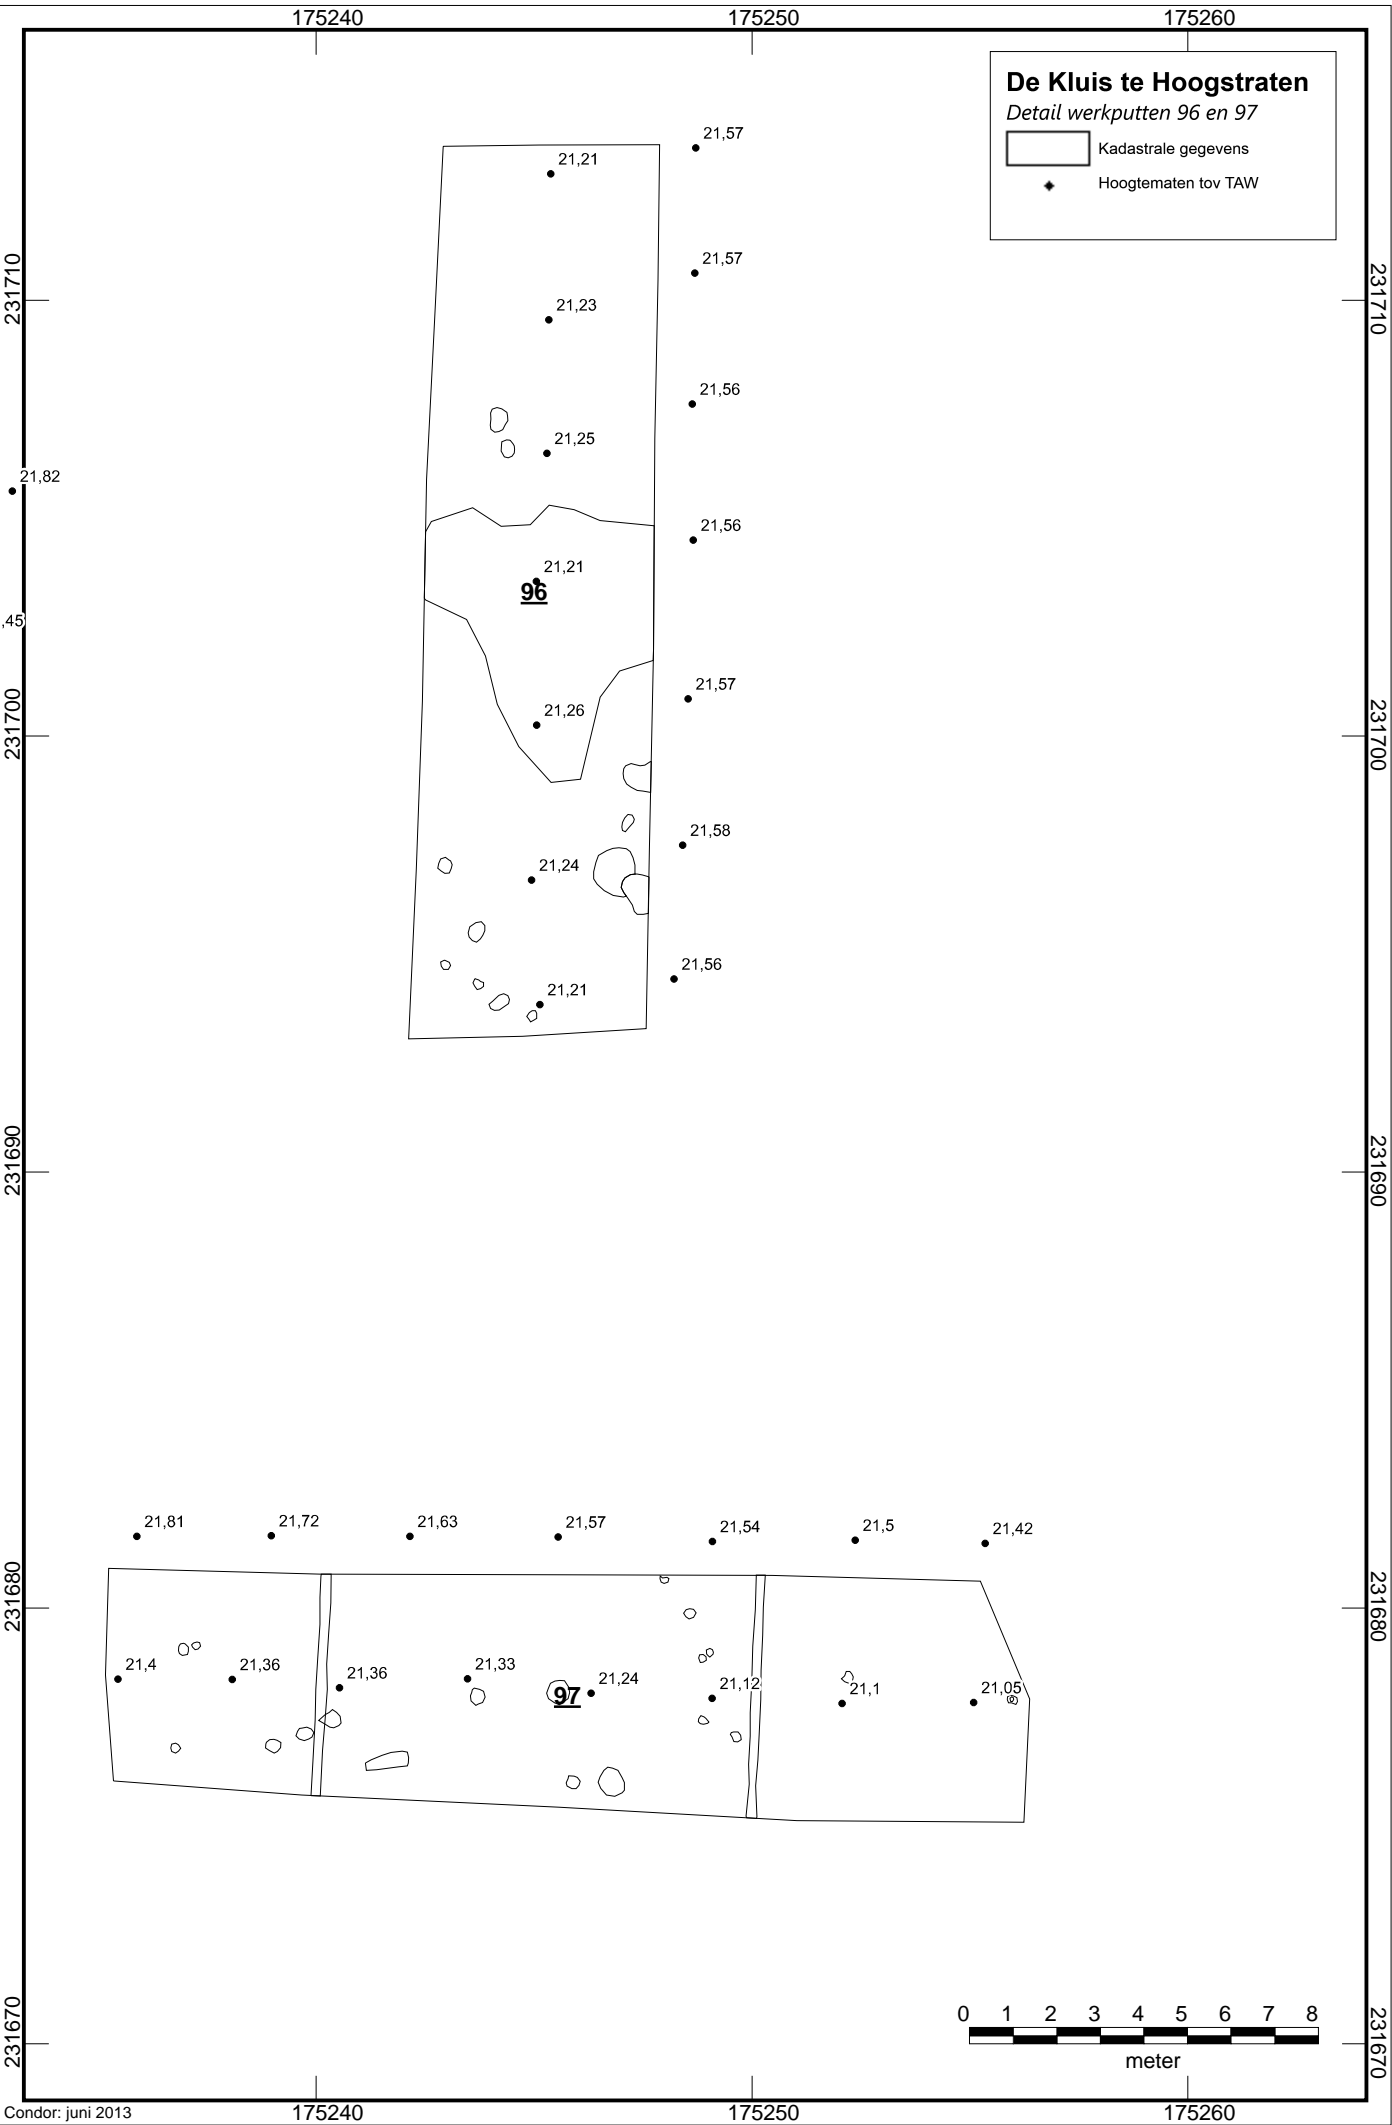 175240 175250 175260
De Kluis te Hoogstraten
Detail werkputten 96 en 97
Kadastrale gegevens
Hoogtematen tov TAW
21,57
21,21
21,57
231710 231710
21,23
21,56
21,25
21,82
21,56
21,21
96
,45
21,57
21,26
231700 231700
21,58
21,24
21,56
21,21
231690 231690
21,81 21,72 21,63 21,57 21,54 21,5 21,42
231680 231680
21,4 21,36 21,36 21,33 21,24 21,12 21,1 21,05
97
0 1 2 3 4 5 6 7 8
meter
231670 231670
Condor: juni 2013
175240 175250 175260